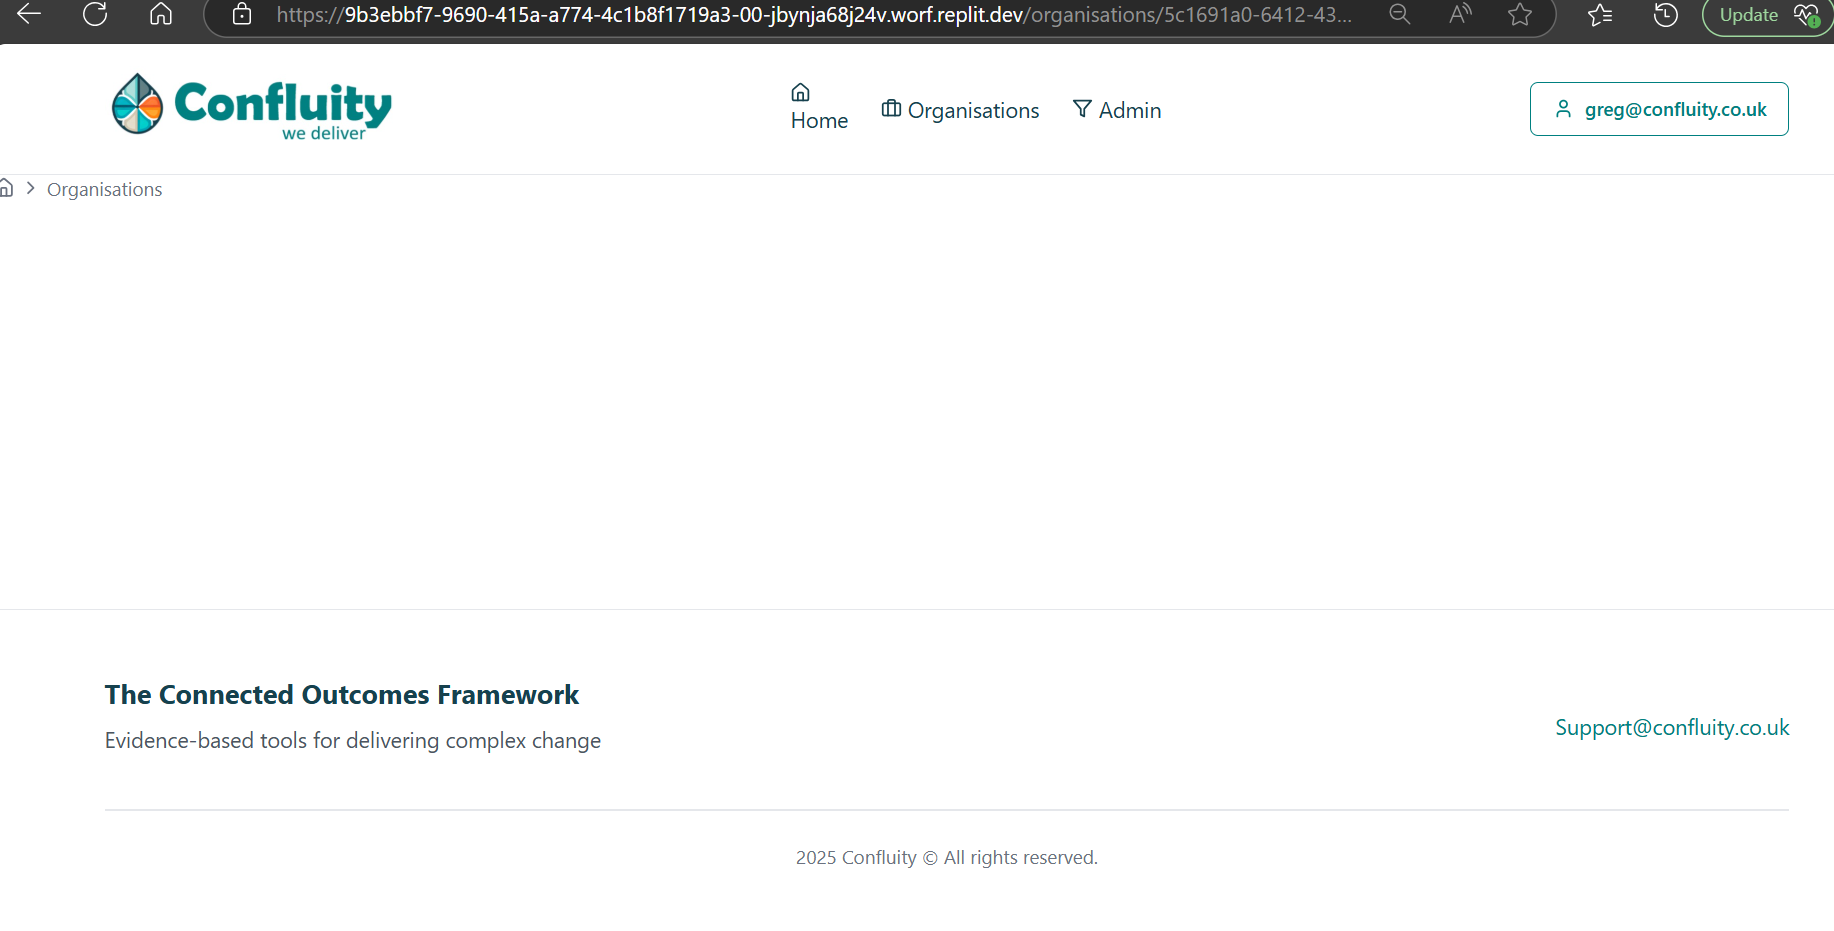 https://9b3ebbf7-9690-415a-a774-4c1b8f1719a3-00-jbynja68j24v.worf.replit.dev/organisations/5c1691a0-6412-43...
Update
Confluity
we deliver
Home
Organisations
Admin
greg@confluity.co.uk
Organisations
The Connected Outcomes Framework
Evidence-based tools for delivering complex change
Support@confluity.co.uk
2025 Confluity © All rights reserved.